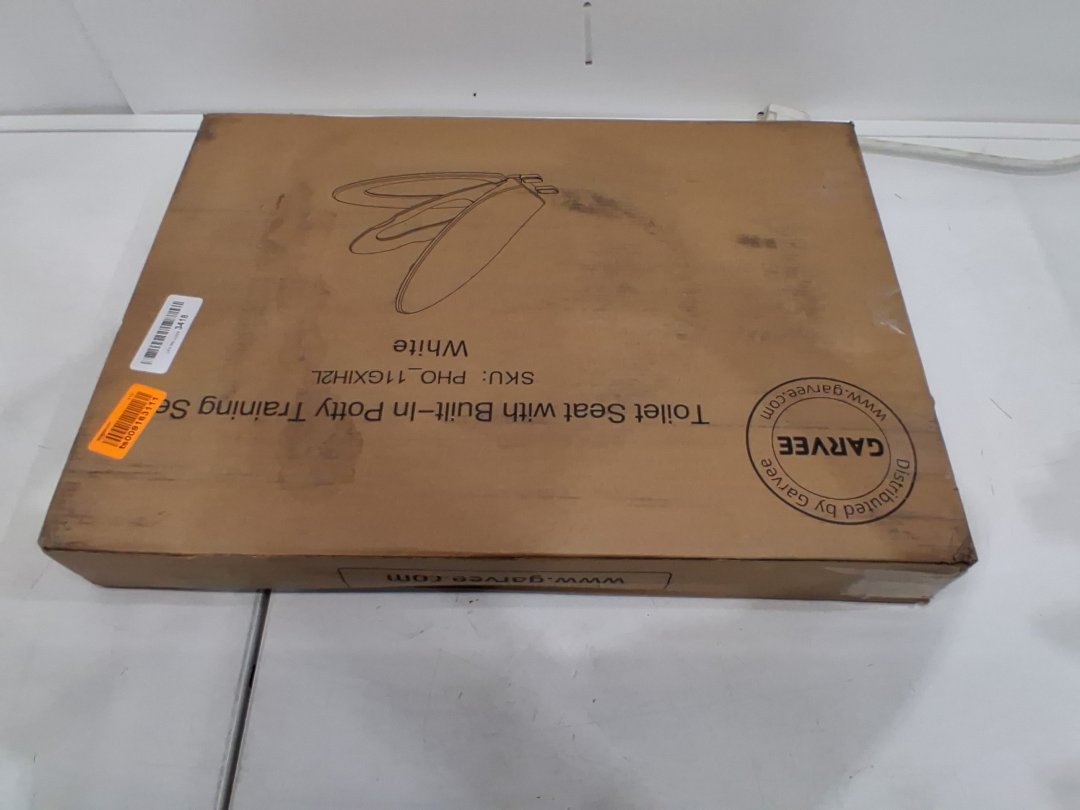 Distributed by Garvee
GARVEE
www.garvee.com
Toilet Seat with Built-In Potty Training Se
SKU: PHO_11GXIH2L
White
www.garvee.com
3418